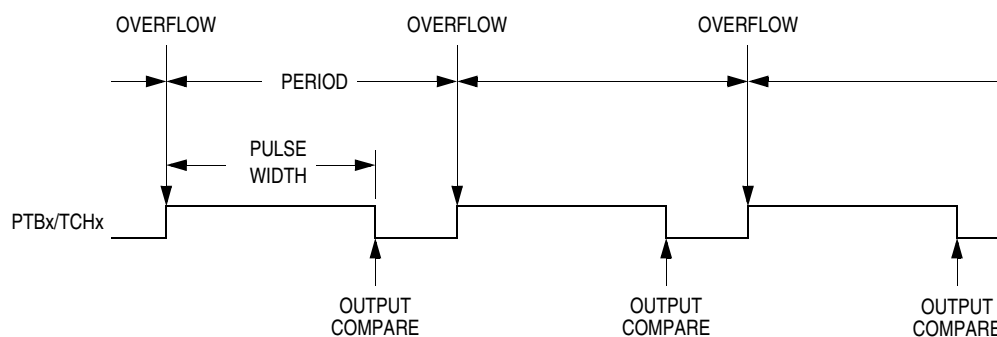 OVERFLOW
OVERFLOW
OVERFLOW
PERIOD
PULSE
WIDTH
PTBx/TCHx
OUTPUT
COMPARE
OUTPUT
COMPARE
OUTPUT
COMPARE